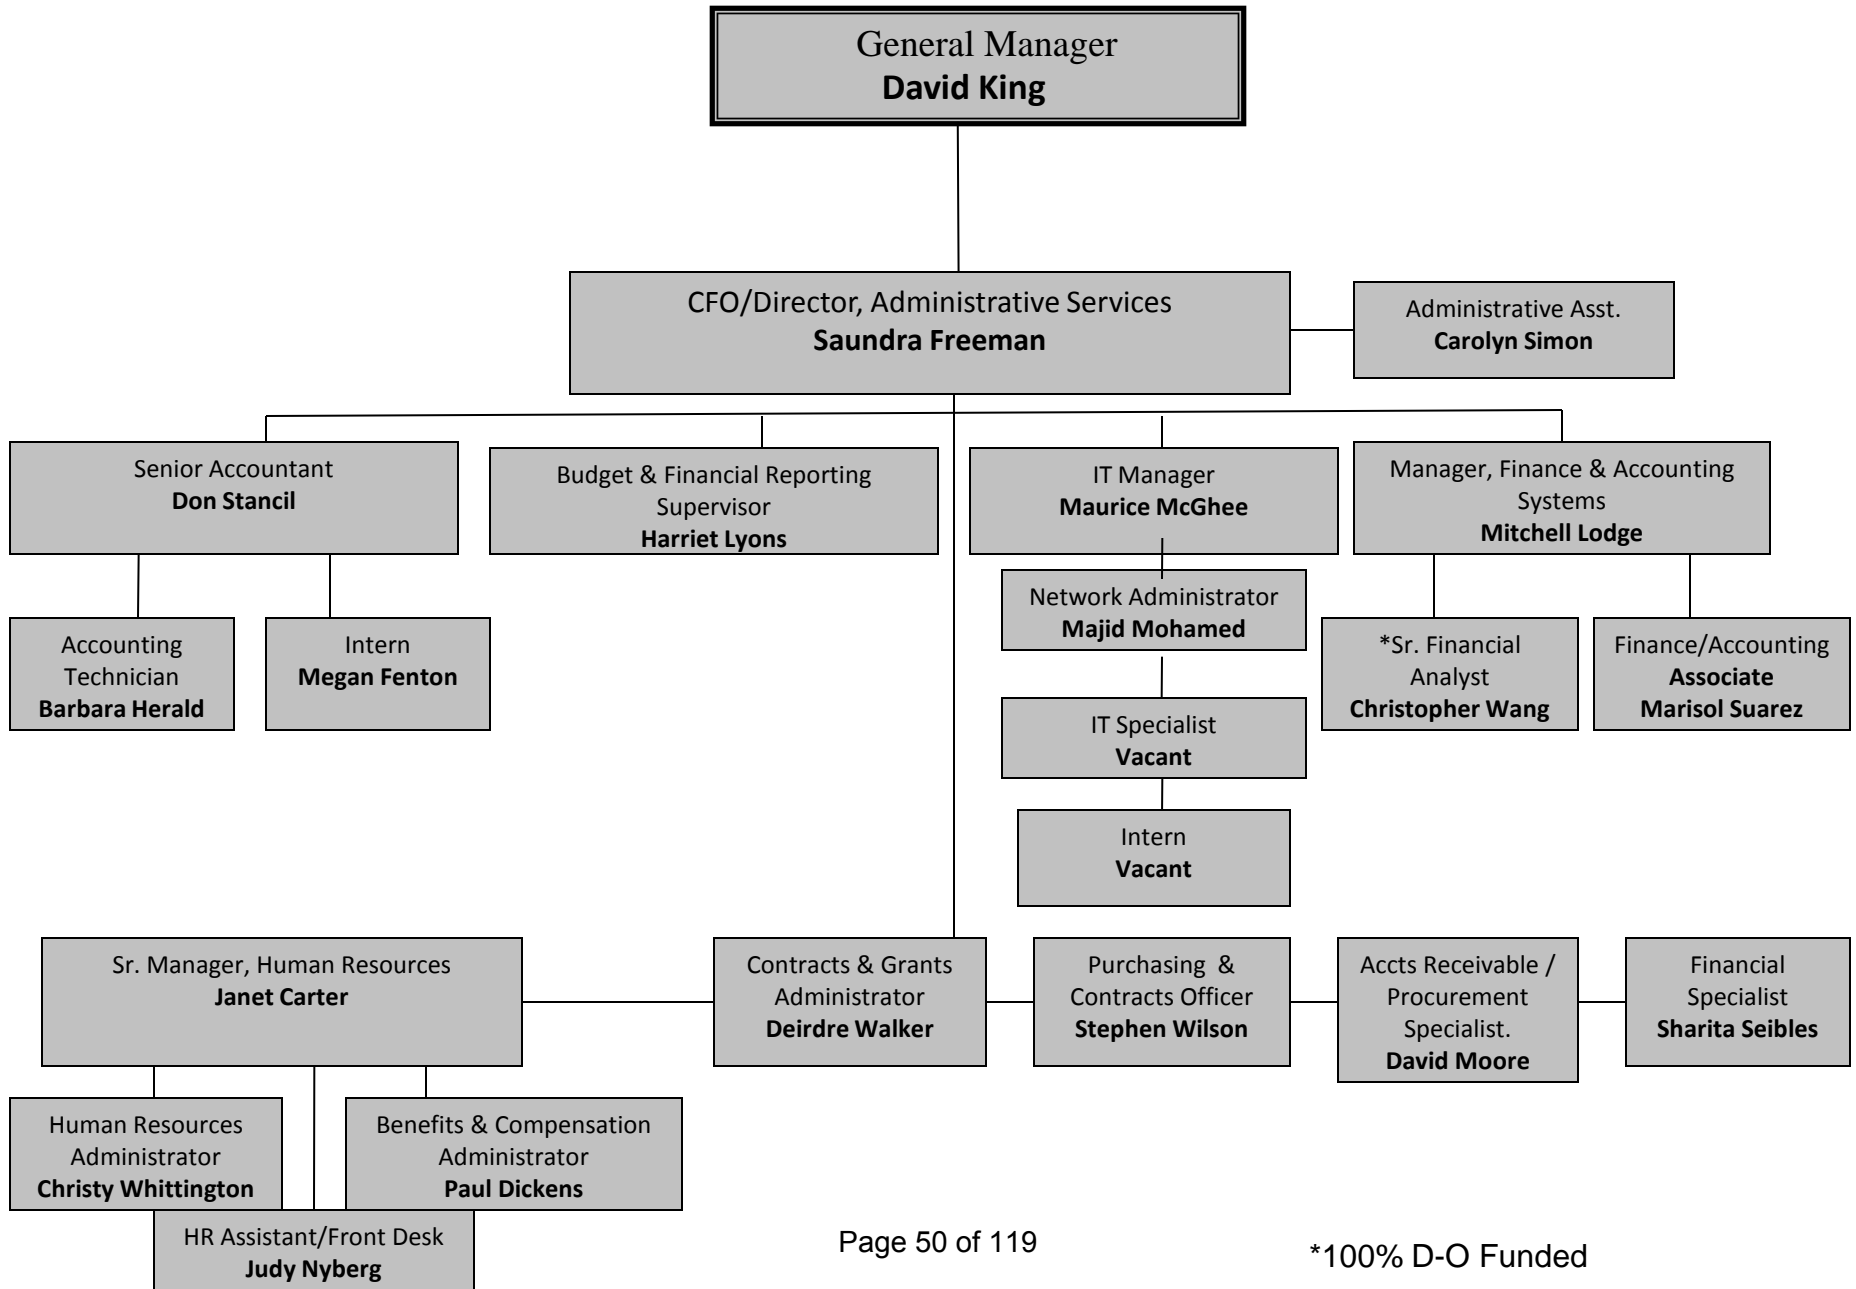 General Manager
David King
CFO/Director, Administrative Services
Saundra Freeman
Administrative Asst.
Carolyn Simon
Senior Accountant
Don Stancil
Budget & Financial Reporting
Supervisor
Harriet Lyons
IT Manager
Maurice McGhee
Manager, Finance & Accounting
Systems
Mitchell Lodge
Network Administrator
Majid Mohamed
Accounting
Technician
Barbara Herald
Intern
Megan Fenton
*Sr. Financial
Analyst
Christopher Wang
Finance/Accounting
Associate
Marisol Suarez
IT Specialist
Vacant
Intern
Vacant
Sr. Manager, Human Resources
Janet Carter
Contracts & Grants
Administrator
Deirdre Walker
Purchasing & 
Contracts Officer
Stephen Wilson
Accts Receivable /
Procurement
Specialist.
David Moore
Financial
Specialist
Sharita Seibles
Human Resources
Administrator
Christy Whittington
Benefits & Compensation
Administrator
Paul Dickens
HR Assistant/Front Desk
Judy Nyberg
Page 50 of 119
*100% D-O Funded